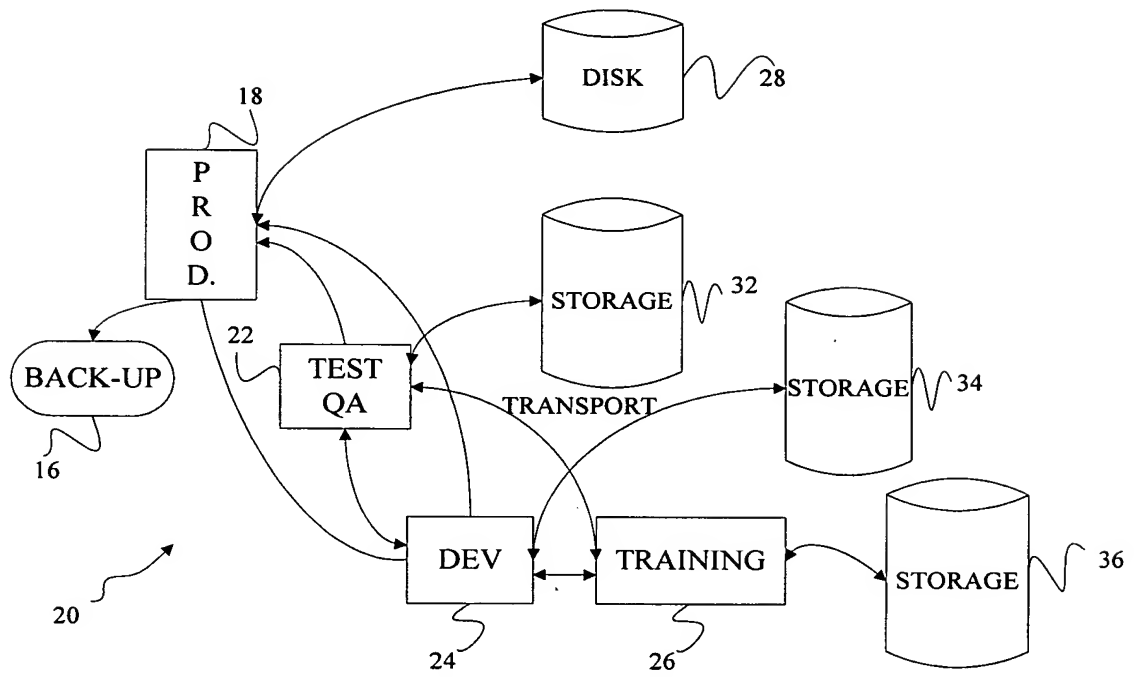 DISK
28
18
P
R
O
D.
32
STORAGE
22
TEST
QA
34
STORAGE
BACK-UP
TRANSPORT
16
36
DEV
TRAINING
STORAGE
20
24
26